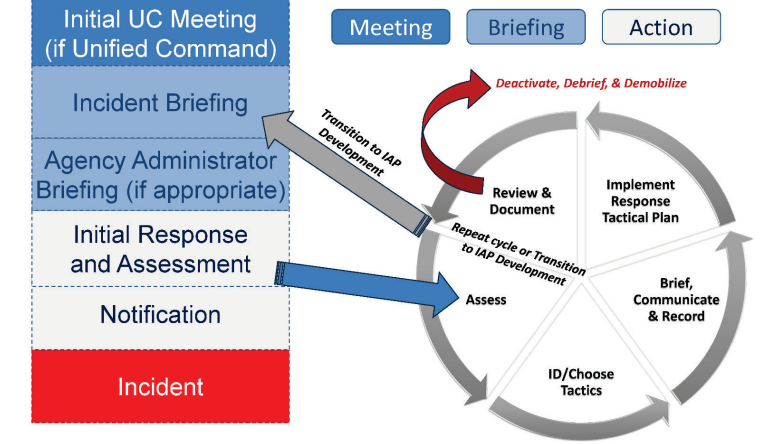 Initial UC Meeting
(if Unified Command)
Incident Briefing
Agency Administrator
Briefing (if appropriate)
Initial Response
and Assessment
Notification
Incident
Meeting
Briefing
Action
Deactivate, Debrief, & Demobilize
Transition to IAP
Development
Review &
Document
Implement
Response
Tactical Plan
Repeat cycle or Transition
to IAP Development
Assess
Brief,
Communicate
& Record
ID/Choose
Tactics